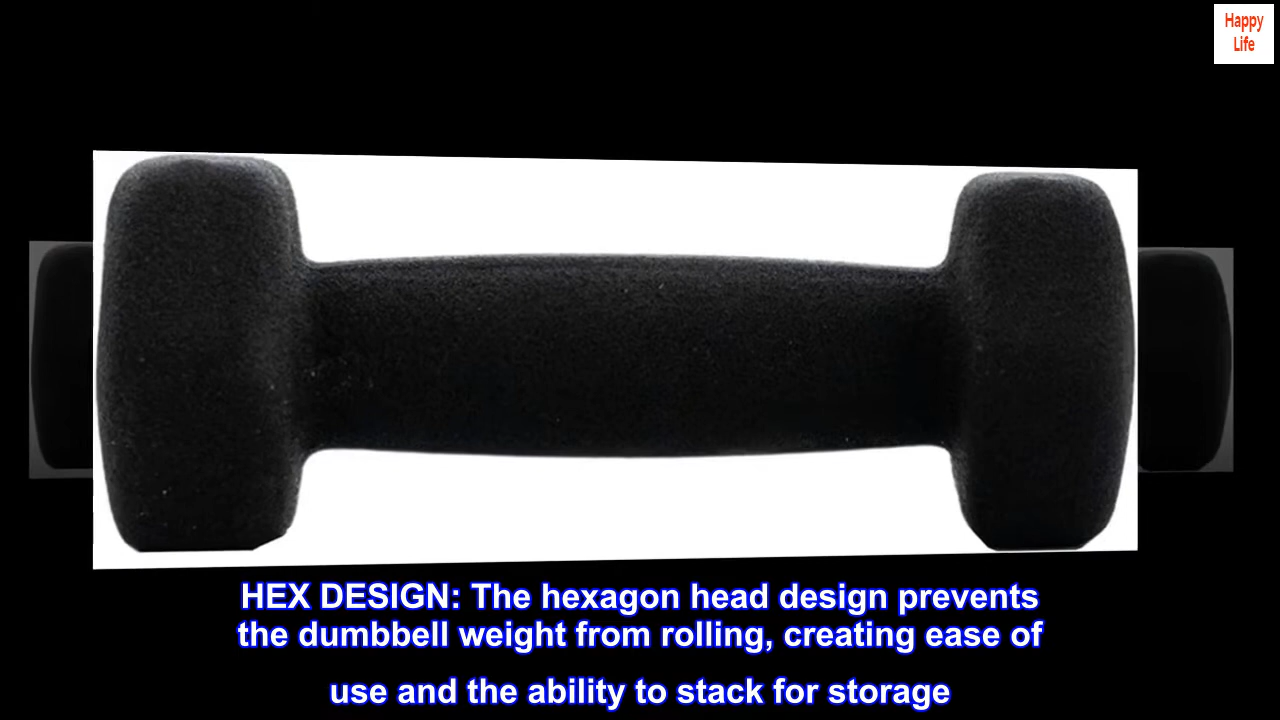 Happy
Life
HEX DESIGN: The hexagon head design prevents
the dumbbell weight from rolling, creating ease of
use and the ability to stack for storage